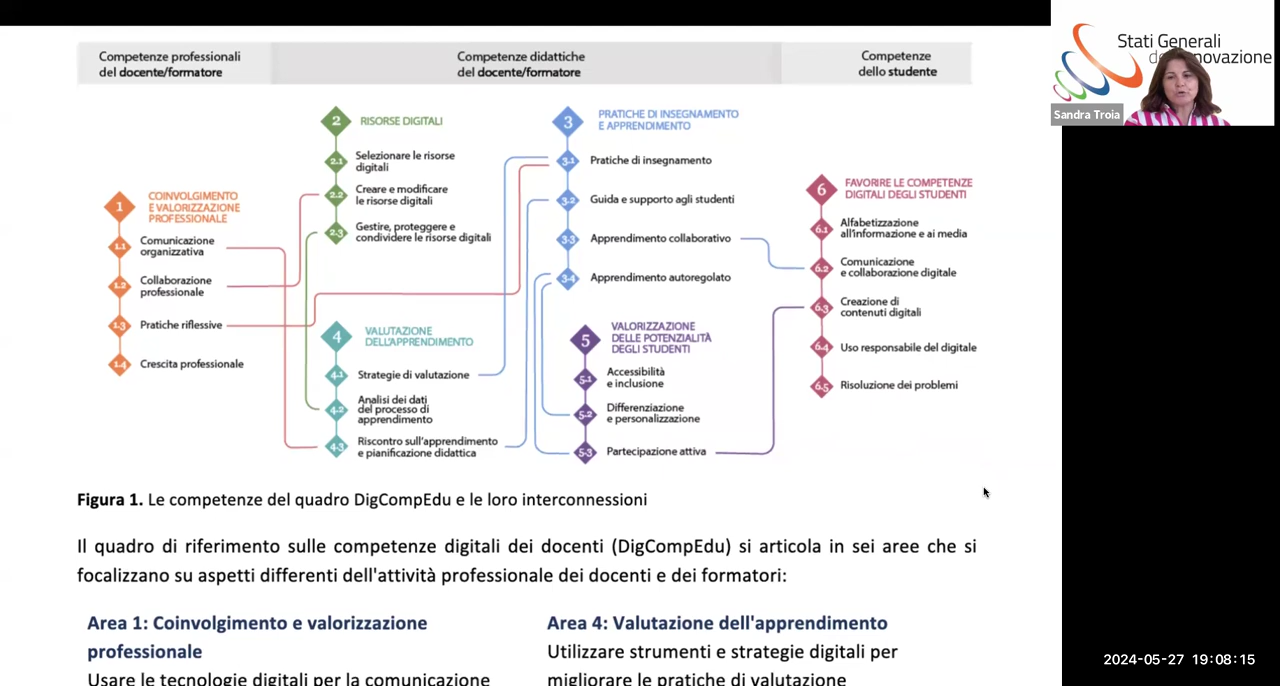 Competenze professionali
del docente/formatore
Competenze didattiche
del docente/formatore
Competenze
dello studente
1
COINVOLGIMENTO
E VALORIZZAZIONE
PROFESSIONALE
1.1
Comunicazione
organizzativa
1.2
Collaborazione
professionale
1.3
Pratiche riflessive
1.4
Crescita professionale
2
RISORSE DIGITALI
2.1
Selezionare le risorse
digitali
2.2
Creare e modificare
le risorse digitali
2.3
Gestire, proteggere e
condividere le risorse digitali
4
VALUTAZIONE
DELL'APPRENDIMENTO
4.1
Strategie di valutazione
4.2
Analisi dei dati
del processo di
apprendimento
4.3
Riscontro sull'apprendimento
e pianificazione didattica
3
PRATICHE DI INSEGNAMENTO
E APPRENDIMENTO
3.1
Pratiche di insegnamento
3.2
Guida e supporto agli studenti
3.3
Apprendimento collaborativo
3.4
Apprendimento autoregolato
5
VALORIZZAZIONE
DELLE POTENZIALITÀ
DEGLI STUDENTI
5.1
Accessibilità
e inclusione
5.2
Differenziazione
e personalizzazione
5.3
Partecipazione attiva
6
FAVORIRE LE COMPETENZE
DIGITALI DEGLI STUDENTI
6.1
Alfabetizzazione
all'informazione e ai media
6.2
Comunicazione
e collaborazione digitale
6.3
Creazione di
contenuti digitali
6.4
Uso responsabile del digitale
6.5
Risoluzione dei problemi
Figura 1. Le competenze del quadro DigCompEdu e le loro interconnessioni
Il quadro di riferimento sulle competenze digitali dei docenti (DigCompEdu) si articola in sei aree che si
focalizzano su aspetti differenti dell'attività professionale dei docenti e dei formatori:
Area 1: Coinvolgimento e valorizzazione
professionale
Usare le tecnologie digitali per la comunicazione
Area 4: Valutazione dell'apprendimento
Utilizzare strumenti e strategie digitali per
migliorare le pratiche di valutazione
Stati Generali
Sandra Troia
2024-05-27 19:08:15